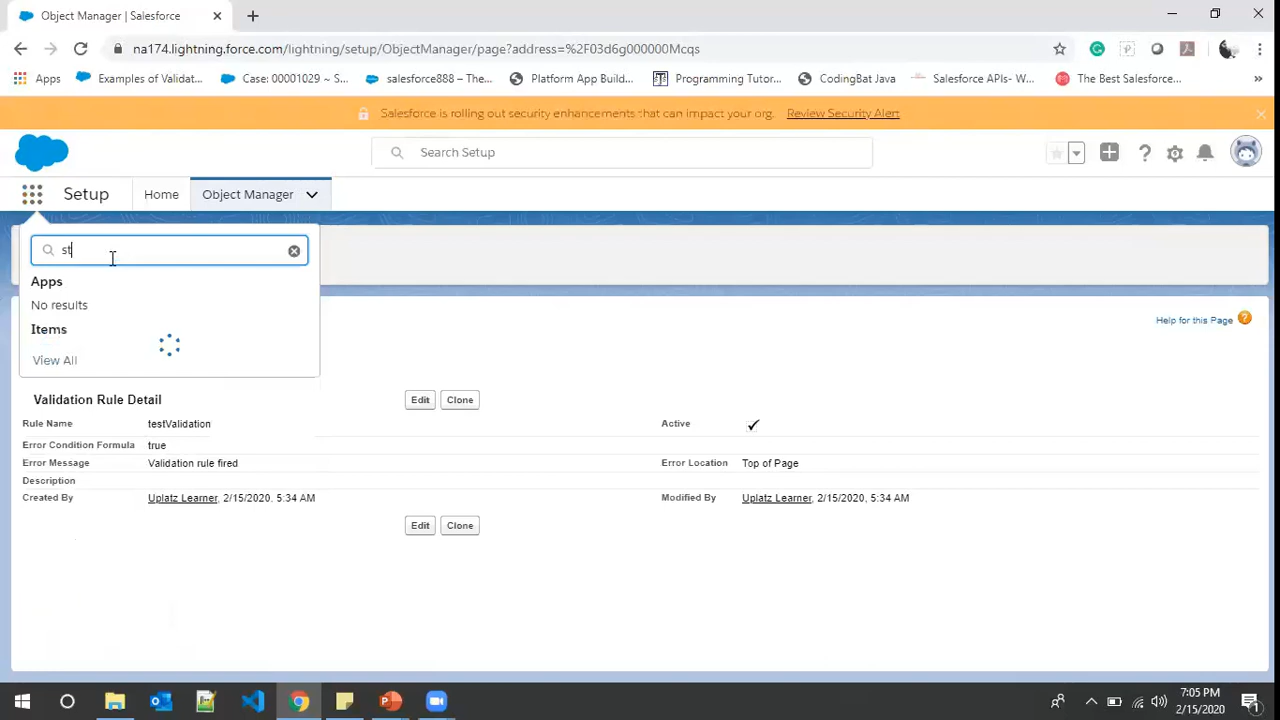 Object Manager | Salesforce
na174.lightning.force.com/lightning/setup/ObjectManager/page?address=%2F03d6g000000Mcqs
Apps Examples of Validat... Case: 00001029 ~ S... salesforce888 – The... Platform App Build... Programming Tutor... CodingBat Java Salesforce APIs- W... The Best Salesforce... »
Salesforce is rolling out security enhancements that can impact your org. Review Security Alert
Search Setup
Setup Home Object Manager
st
Apps
No results
Items
View All
Help for this Page
Validation Rule Detail Edit Clone
Rule Name testValidation Active ✓
Error Condition Formula true
Error Message Validation rule fired Error Location Top of Page
Description
Created By Uplatz Learner, 2/15/2020, 5:34 AM Modified By Uplatz Learner, 2/15/2020, 5:34 AM
Edit Clone
7:05 PM
2/15/2020
1